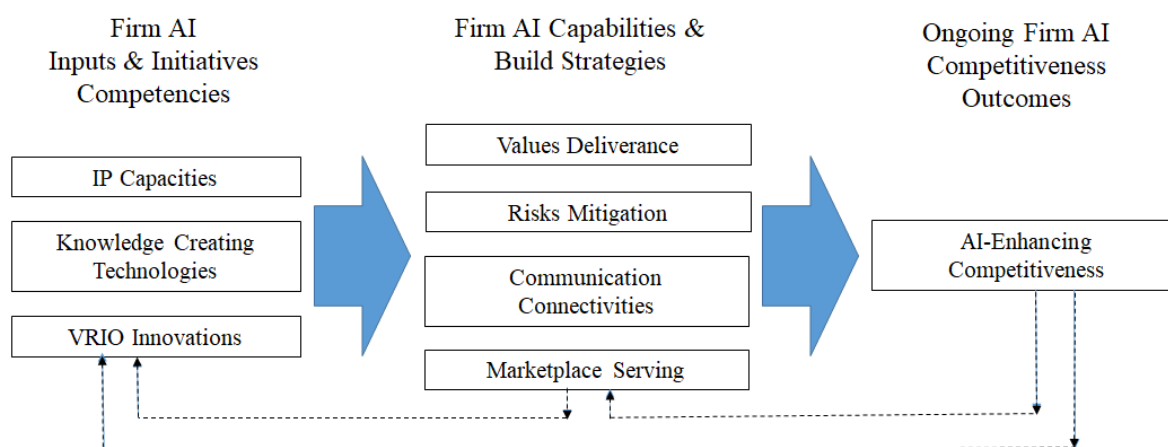 Firm AI
Inputs & Initiatives
Competencies
Firm AI Capabilities &
Build Strategies
Ongoing Firm AI
Competitiveness
Outcomes
IP Capacities
Knowledge Creating
Technologies
VRIO Innovations
Values Deliverance
Risks Mitigation
Communication
Connectivities
Marketplace Serving
AI-Enhancing
Competitiveness